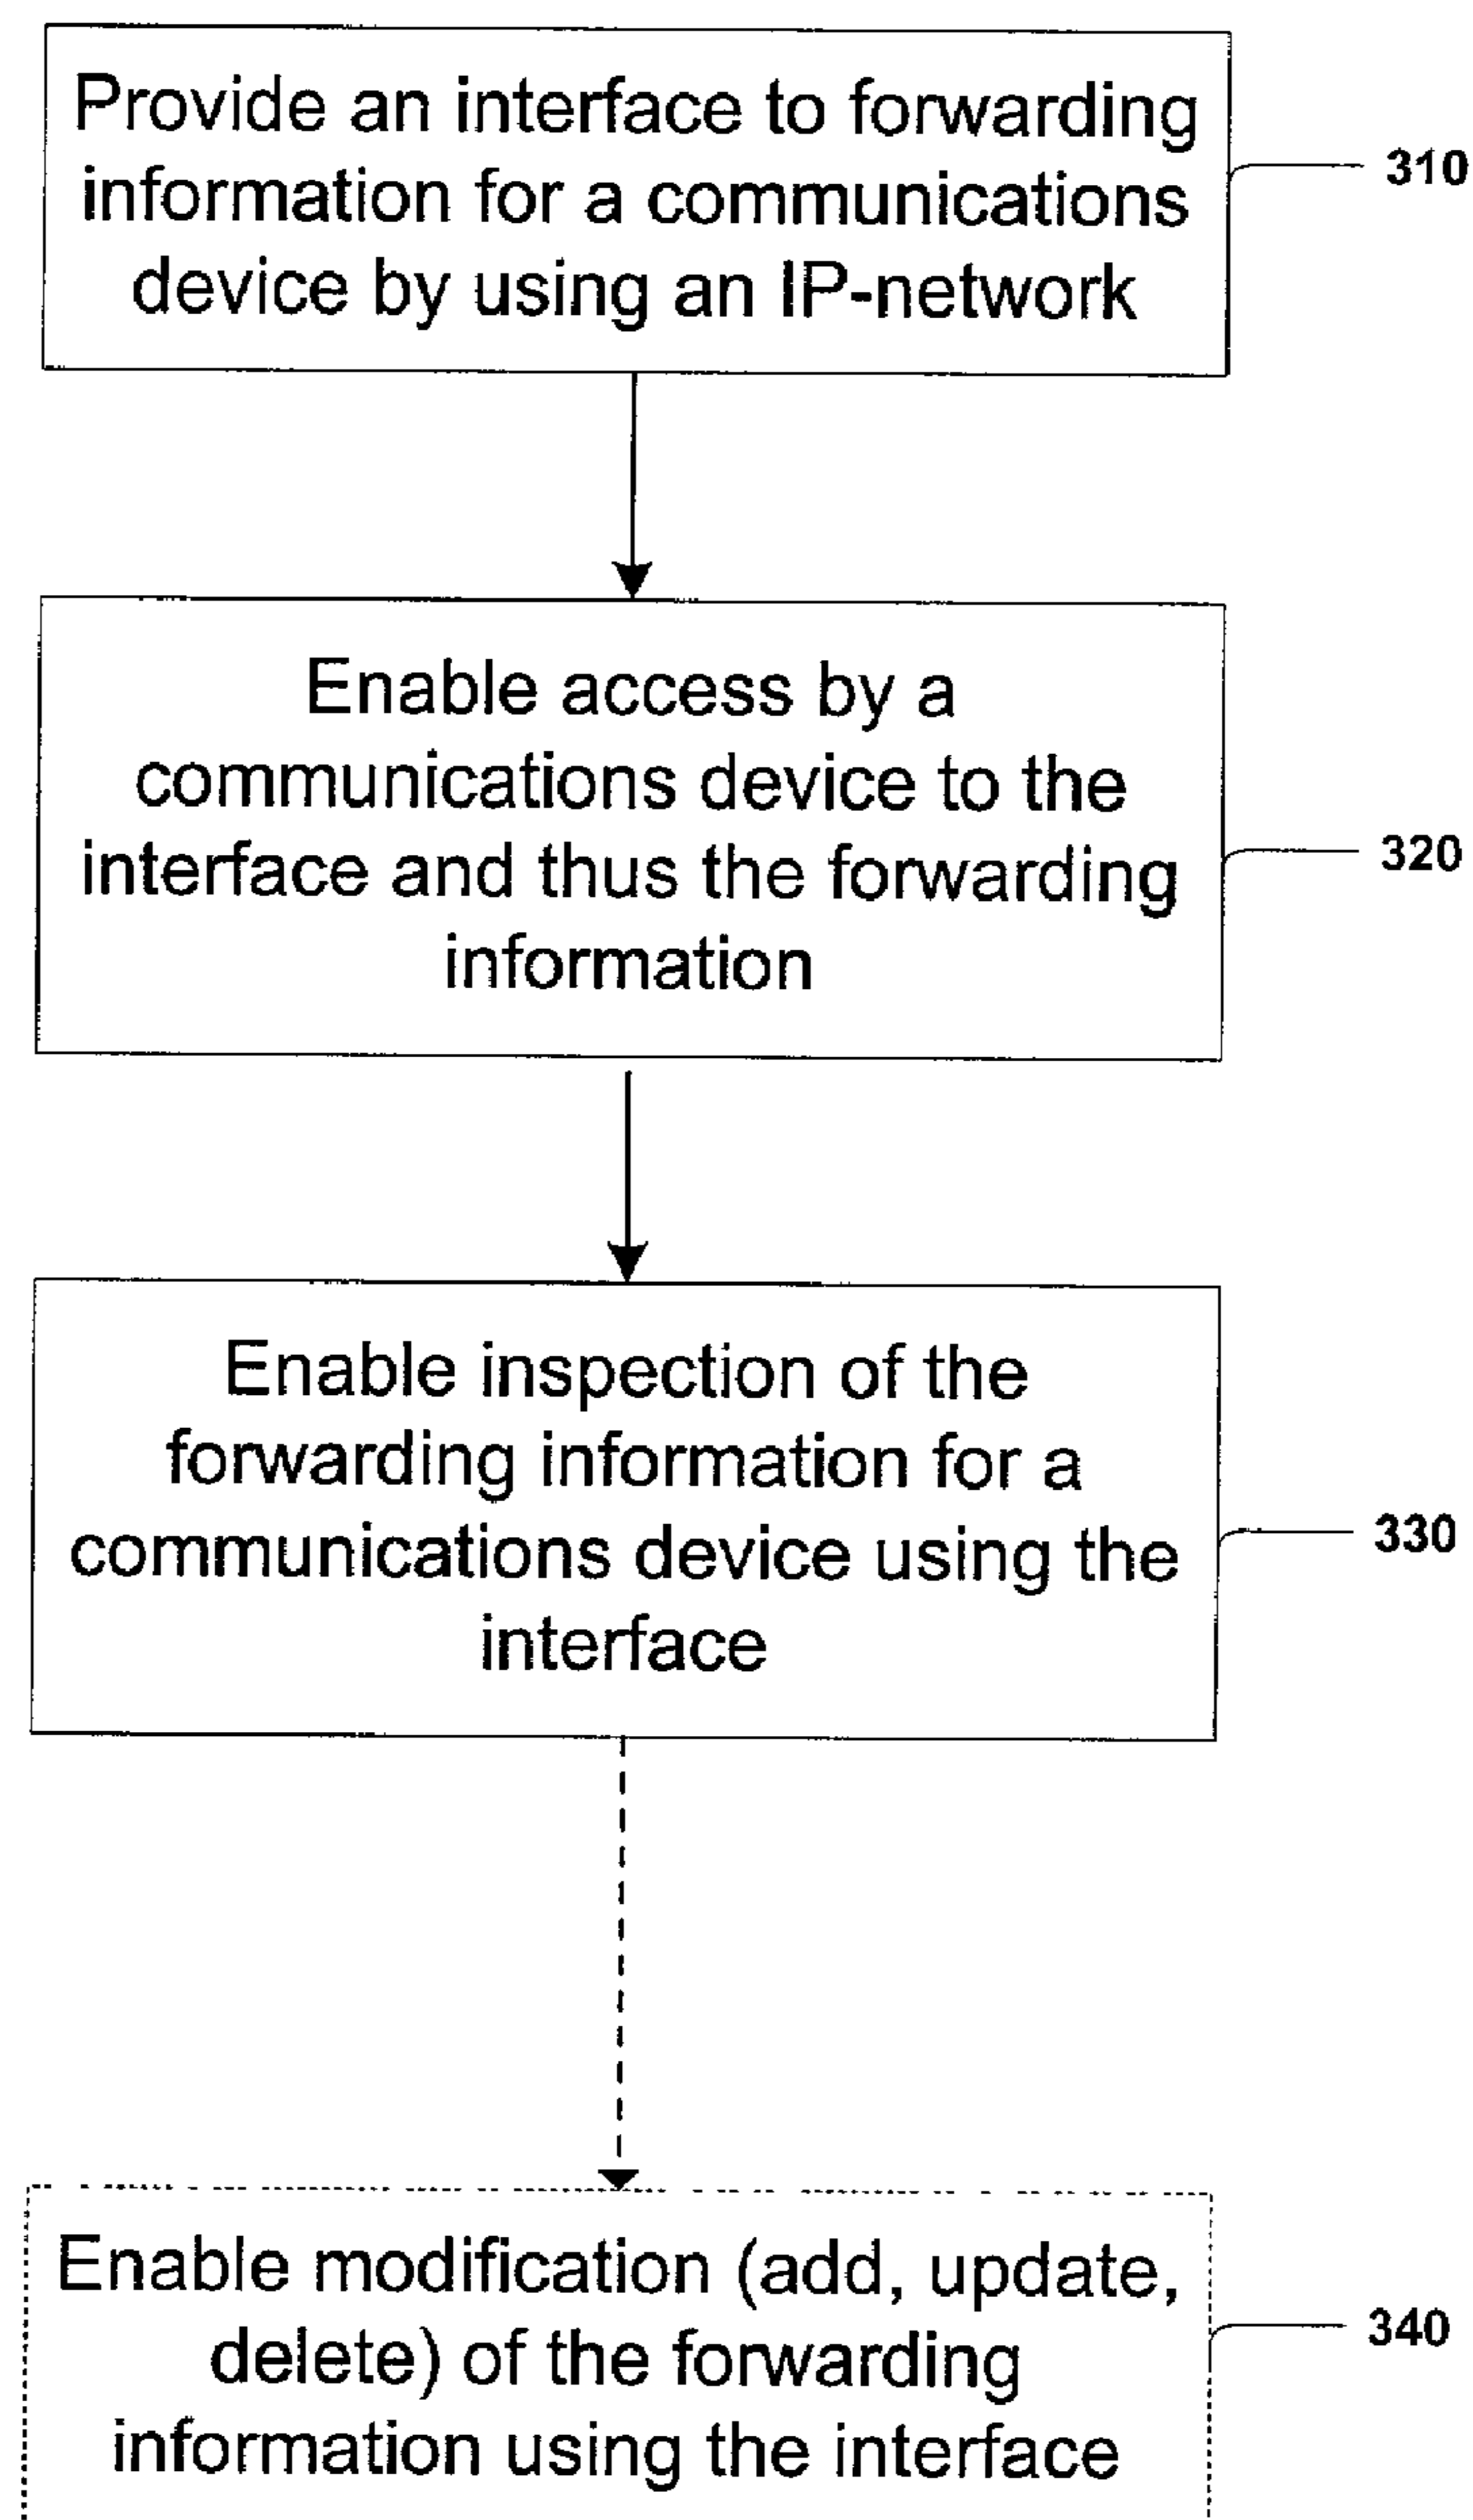 Provide an interface to forwarding
information for a communications
device by using an IP-network
310
Enable access by a
communications device to the
interface and thus the forwarding
information
320
Enable inspection of the
forwarding information for a
communications device using the
interface
330
Enable modification (add, update,
delete) of the forwarding
information using the interface
340